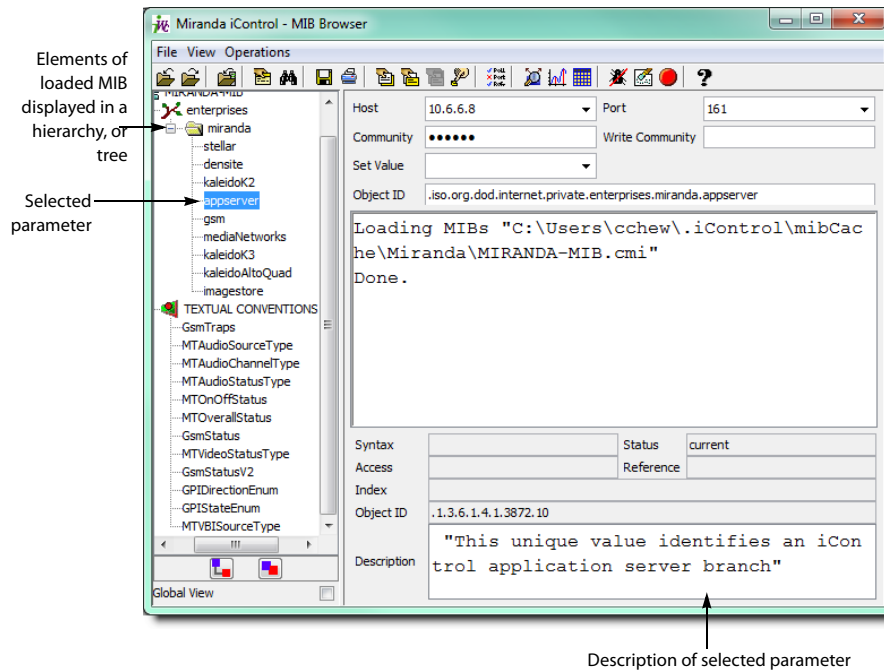 Miranda iControl - MIB Browser
File View Operations
Elements of
loaded MIB
displayed in a
hierarchy, or
tree
Selected
parameter
MIRANDA-MIB
enterprises
miranda
stellar
densite
kaleidoK2
appserver
gsm
mediaNetworks
kaleidoK3
kaleidoAltoQuad
imagestore
TEXTUAL CONVENTIONS
GsmTraps
MTAudioSourceType
MTAudioChannelType
MTAudioStatusType
MTOnOffStatus
MTOverallStatus
GsmStatus
MTVideoStatusType
GsmStatusV2
GPIDirectionEnum
GPIStateEnum
MTVBISourceType
Global View
Host 10.6.6.8 Port 161
Community •••••• Write Community
Set Value
Object ID .iso.org.dod.internet.private.enterprises.miranda.appserver
Loading MIBs "C:\Users\cchew\.iControl\mibCac
he\Miranda\MIRANDA-MIB.cmi"
Done.
Syntax Status current
Access Reference
Index
Object ID .1.3.6.1.4.1.3872.10
Description "This unique value identifies an iCon
trol application server branch"
Description of selected parameter